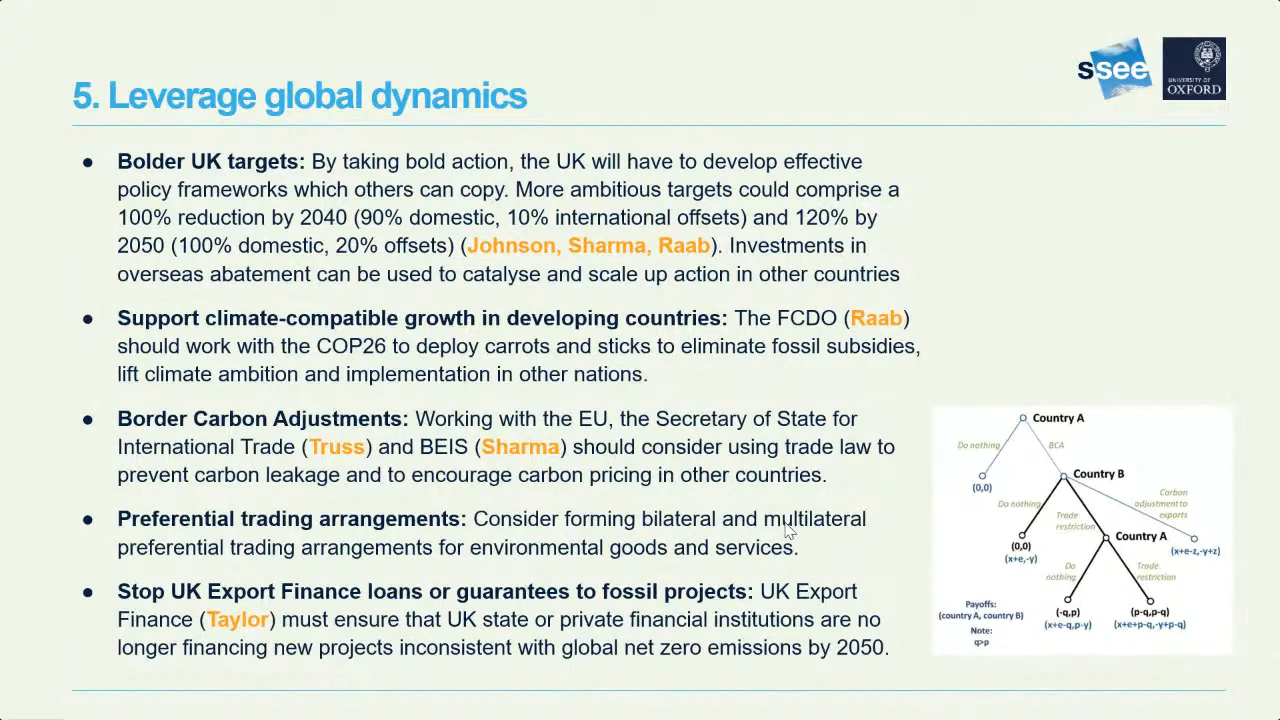 5. Leverage global dynamics
ssee
UNIVERSITY OF
OXFORD
● Bolder UK targets: By taking bold action, the UK will have to develop effective
policy frameworks which others can copy. More ambitious targets could comprise a
100% reduction by 2040 (90% domestic, 10% international offsets) and 120% by
2050 (100% domestic, 20% offsets) (Johnson, Sharma, Raab). Investments in
overseas abatement can be used to catalyse and scale up action in other countries
● Support climate-compatible growth in developing countries: The FCDO (Raab)
should work with the COP26 to deploy carrots and sticks to eliminate fossil subsidies,
lift climate ambition and implementation in other nations.
● Border Carbon Adjustments: Working with the EU, the Secretary of State for
International Trade (Truss) and BEIS (Sharma) should consider using trade law to
prevent carbon leakage and to encourage carbon pricing in other countries.
● Preferential trading arrangements: Consider forming bilateral and multilateral
preferential trading arrangements for environmental goods and services.
● Stop UK Export Finance loans or guarantees to fossil projects: UK Export
Finance (Taylor) must ensure that UK state or private financial institutions are no
longer financing new projects inconsistent with global net zero emissions by 2050.
Country A
Do nothing
BCA
(0,0)
Country B
Do nothing
Trade
restriction
Carbon
adjustment to
exports
(0,0)
(x+e,-y)
Country A
(x+e-z,-y+z)
Do
nothing
Trade
restriction
(-q,p)
(x+e-q,p-y)
(p-q,p-q)
(x+e+p-q,-y+p-q)
Payoffs:
(country A, country B)
Note:
q>p